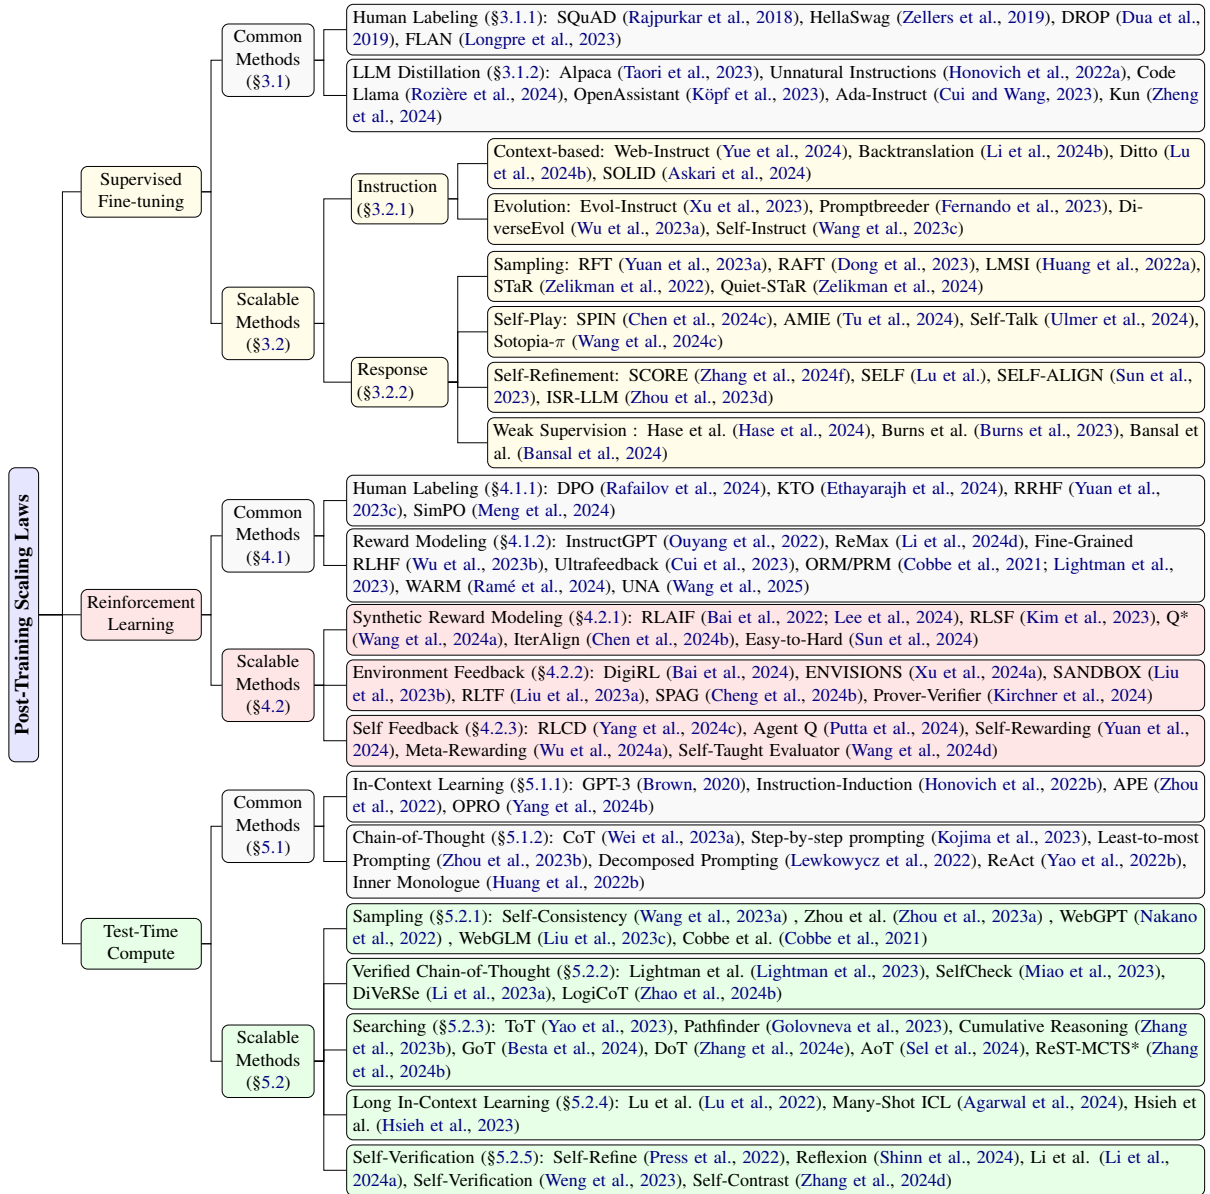 Post-Training Scaling Laws
Supervised
Fine-tuning
Common
Methods
(§3.1)
Human Labeling (§3.1.1): SQuAD (Rajpurkar et al., 2018), HellaSwag (Zellers et al., 2019), DROP (Dua et al.,
2019), FLAN (Longpre et al., 2023)
LLM Distillation (§3.1.2): Alpaca (Taori et al., 2023), Unnatural Instructions (Honovich et al., 2022a), Code
Llama (Rozière et al., 2024), OpenAssistant (Köpf et al., 2023), Ada-Instruct (Cui and Wang, 2023), Kun (Zheng
et al., 2024)
Scalable
Methods
(§3.2)
Instruction
(§3.2.1)
Context-based: Web-Instruct (Yue et al., 2024), Backtranslation (Li et al., 2024b), Ditto (Lu
et al., 2024b), SOLID (Askari et al., 2024)
Evolution: Evol-Instruct (Xu et al., 2023), Promptbreeder (Fernando et al., 2023), Di-
verseEvol (Wu et al., 2023a), Self-Instruct (Wang et al., 2023c)
Response
(§3.2.2)
Sampling: RFT (Yuan et al., 2023a), RAFT (Dong et al., 2023), LMSI (Huang et al., 2022a),
STaR (Zelikman et al., 2022), Quiet-STaR (Zelikman et al., 2024)
Self-Play: SPIN (Chen et al., 2024c), AMIE (Tu et al., 2024), Self-Talk (Ulmer et al., 2024),
Sotopia-π (Wang et al., 2024c)
Self-Refinement: SCORE (Zhang et al., 2024f), SELF (Lu et al.), SELF-ALIGN (Sun et al.,
2023), ISR-LLM (Zhou et al., 2023d)
Weak Supervision : Hase et al. (Hase et al., 2024), Burns et al. (Burns et al., 2023), Bansal et
al. (Bansal et al., 2024)
Reinforcement
Learning
Common
Methods
(§4.1)
Human Labeling (§4.1.1): DPO (Rafailov et al., 2024), KTO (Ethayarajh et al., 2024), RRHF (Yuan et al.,
2023c), SimPO (Meng et al., 2024)
Reward Modeling (§4.1.2): InstructGPT (Ouyang et al., 2022), ReMax (Li et al., 2024d), Fine-Grained
RLHF (Wu et al., 2023b), Ultrafeedback (Cui et al., 2023), ORM/PRM (Cobbe et al., 2021; Lightman et al.,
2023), WARM (Ramé et al., 2024), UNA (Wang et al., 2025)
Scalable
Methods
(§4.2)
Synthetic Reward Modeling (§4.2.1): RLAIF (Bai et al., 2022; Lee et al., 2024), RLSF (Kim et al., 2023), Q*
(Wang et al., 2024a), IterAlign (Chen et al., 2024b), Easy-to-Hard (Sun et al., 2024)
Environment Feedback (§4.2.2): DigiRL (Bai et al., 2024), ENVISIONS (Xu et al., 2024a), SANDBOX (Liu
et al., 2023b), RLTF (Liu et al., 2023a), SPAG (Cheng et al., 2024b), Prover-Verifier (Kirchner et al., 2024)
Self Feedback (§4.2.3): RLCD (Yang et al., 2024c), Agent Q (Putta et al., 2024), Self-Rewarding (Yuan et al.,
2024), Meta-Rewarding (Wu et al., 2024a), Self-Taught Evaluator (Wang et al., 2024d)
Test-Time
Compute
Common
Methods
(§5.1)
In-Context Learning (§5.1.1): GPT-3 (Brown, 2020), Instruction-Induction (Honovich et al., 2022b), APE (Zhou
et al., 2022), OPRO (Yang et al., 2024b)
Chain-of-Thought (§5.1.2): CoT (Wei et al., 2023a), Step-by-step prompting (Kojima et al., 2023), Least-to-most
Prompting (Zhou et al., 2023b), Decomposed Prompting (Lewkowycz et al., 2022), ReAct (Yao et al., 2022b),
Inner Monologue (Huang et al., 2022b)
Scalable
Methods
(§5.2)
Sampling (§5.2.1): Self-Consistency (Wang et al., 2023a) , Zhou et al. (Zhou et al., 2023a) , WebGPT (Nakano
et al., 2022) , WebGLM (Liu et al., 2023c), Cobbe et al. (Cobbe et al., 2021)
Verified Chain-of-Thought (§5.2.2): Lightman et al. (Lightman et al., 2023), SelfCheck (Miao et al., 2023),
DiVeRSe (Li et al., 2023a), LogiCoT (Zhao et al., 2024b)
Searching (§5.2.3): ToT (Yao et al., 2023), Pathfinder (Golovneva et al., 2023), Cumulative Reasoning (Zhang
et al., 2023b), GoT (Besta et al., 2024), DoT (Zhang et al., 2024e), AoT (Sel et al., 2024), ReST-MCTS* (Zhang
et al., 2024b)
Long In-Context Learning (§5.2.4): Lu et al. (Lu et al., 2022), Many-Shot ICL (Agarwal et al., 2024), Hsieh et
al. (Hsieh et al., 2023)
Self-Verification (§5.2.5): Self-Refine (Press et al., 2022), Reflexion (Shinn et al., 2024), Li et al. (Li et al.,
2024a), Self-Verification (Weng et al., 2023), Self-Contrast (Zhang et al., 2024d)